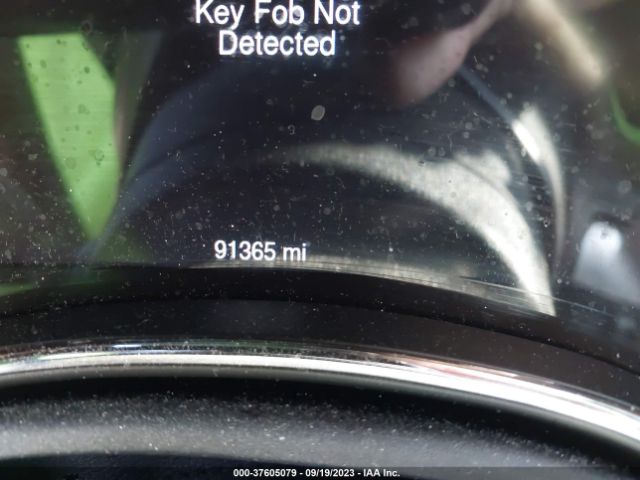 Key Fob Not
Detected
91365 mi
000-37605079 - 09/19/2023 - IAA Inc.